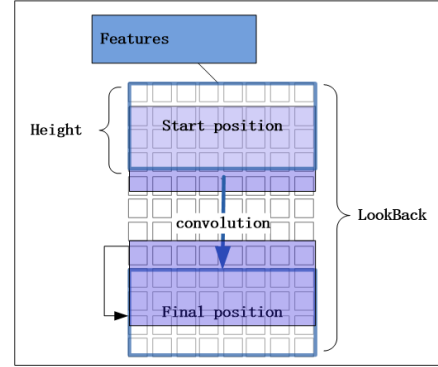 Features
Start position
Height
convolution
LookBack
Final position